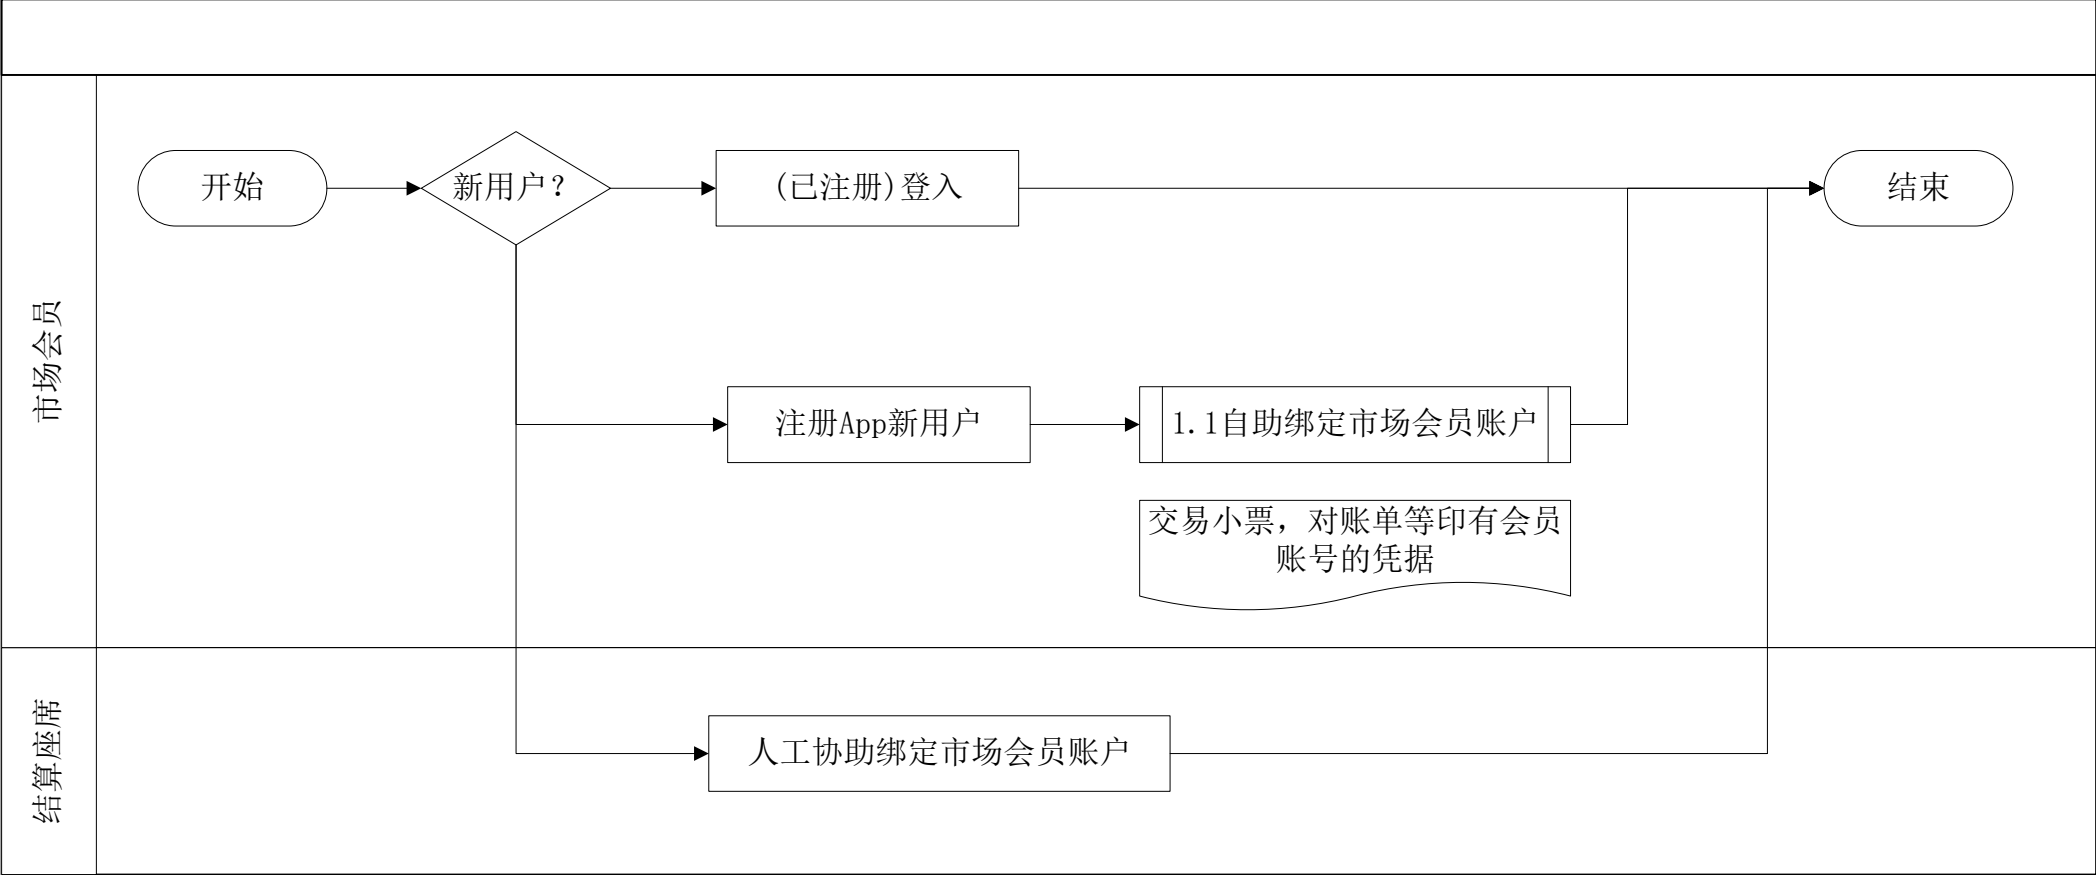 市场会员
开始
新用户？
(已注册)登入
结束
注册App新用户
1.1自助绑定市场会员账户
交易小票，对账单等印有会员
账号的凭据
结算座席
人工协助绑定市场会员账户